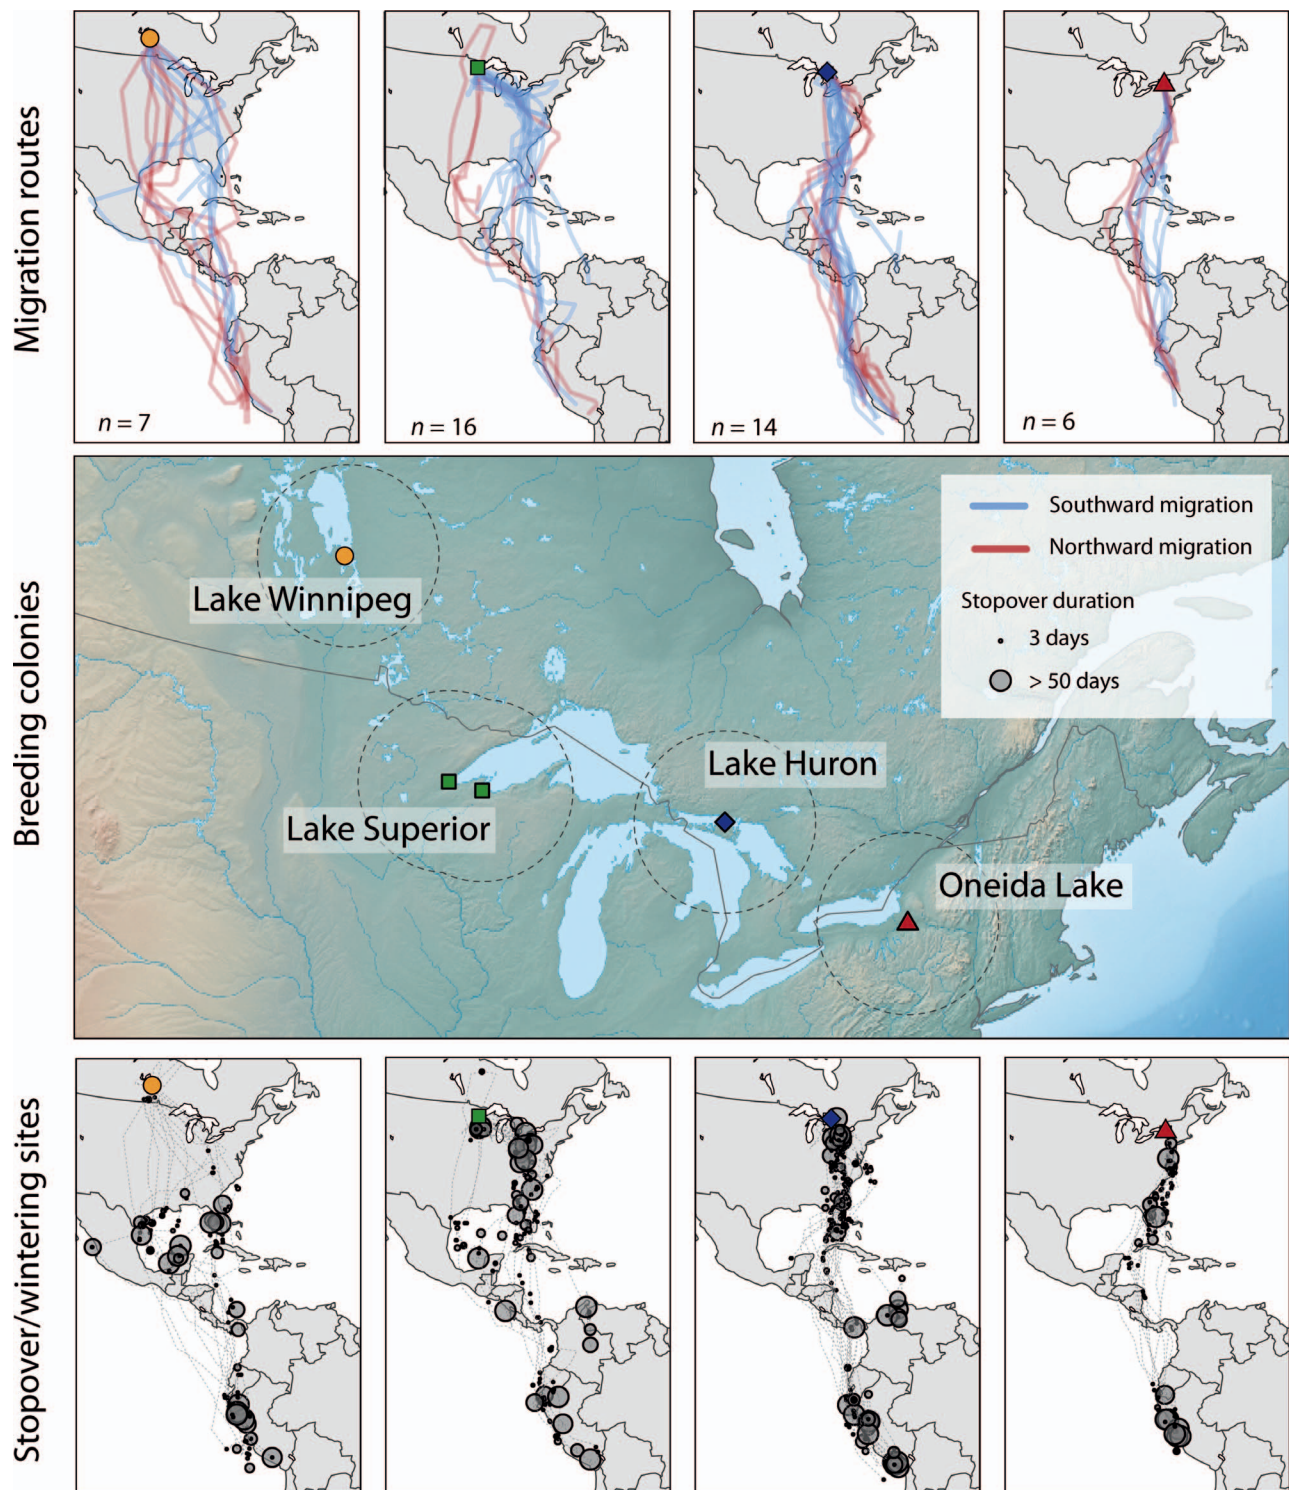 Migration routes
n = 7
n = 16
n = 14
n = 6
Breeding colonies
Southward migration
Northward migration
Stopover duration
3 days
> 50 days
Lake Winnipeg
Lake Huron
Lake Superior
Oneida Lake
Stopover/wintering sites